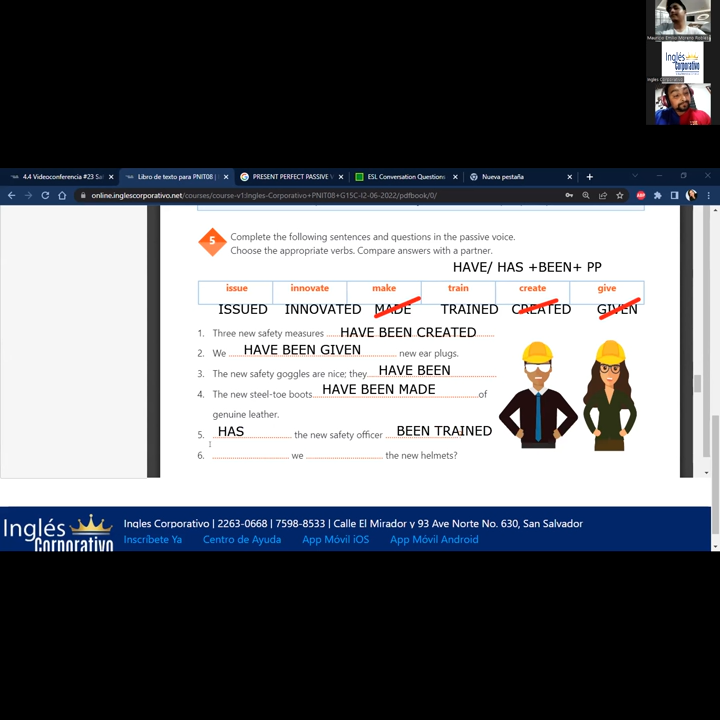 Mauricio Emilio Moreno Robles
Inglés
Corporativo
Ingles Corporativo
4.4 Videoconferencia #23 Sa
Libro de texto para PNIT08 |
PRESENT PERFECT PASSIVE V
ESL Conversation Questions
Nueva pestaña
online.inglescorporativo.net/courses/course-v1:Ingles-Corporativo+PNIT08+G15C-I2-06-2022/pdfbook/0/
5
Complete the following sentences and questions in the passive voice.
Choose the appropriate verbs. Compare answers with a partner.
HAVE/ HAS +BEEN+ PP
issue innovate make train create give
ISSUED INNOVATED MADE TRAINED CREATED GIVEN
1. Three new safety measures HAVE BEEN CREATED
2. We HAVE BEEN GIVEN new ear plugs.
3. The new safety goggles are nice; they HAVE BEEN
4. The new steel-toe boots HAVE BEEN MADE of
genuine leather.
5. HAS the new safety officer BEEN TRAINED
6. we the new helmets?
Inglés
Corporativo
Ingles Corporativo | 2263-0668 | 7598-8533 | Calle El Mirador y 93 Ave Norte No. 630, San Salvador
Inscríbete Ya Centro de Ayuda App Móvil iOS App Móvil Android